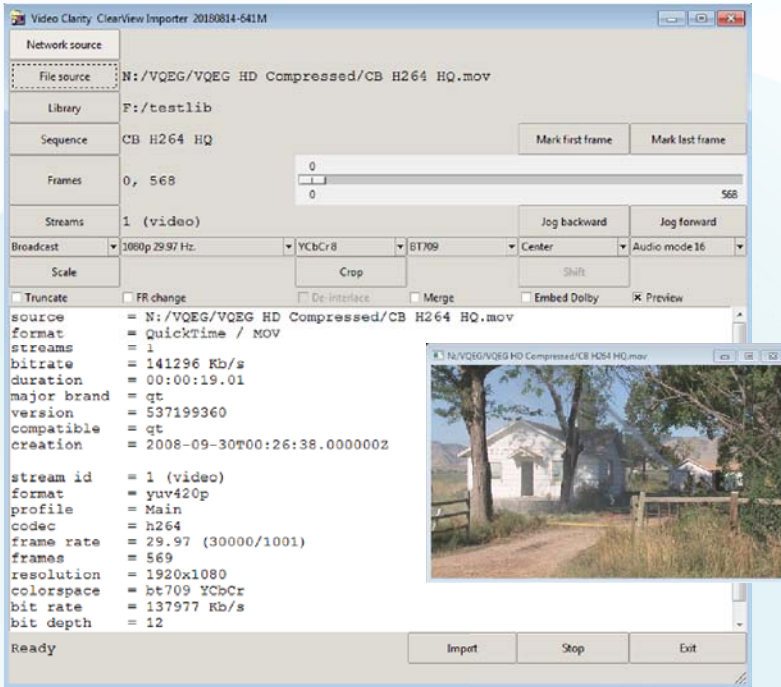 Video Clarity ClearView Importer 20180814-641M
Network source
File source N:/VQEG/VQEG HD Compressed/CB H264 HQ.mov
Library F:/testlib
Sequence CB H264 HQ Mark first frame Mark last frame
0
Frames 0, 568
0 568
Streams 1 (video) Jog backward Jog forward
Broadcast 1080p 29.97 Hz. YCbCr8 BT709 Center Audio mode 16
Scale Crop Shift
Truncate FR change De-interlace Merge Embed Dolby Preview
source = N:/VQEG/VQEG HD Compressed/CB H264 HQ.mov
format = QuickTime / MOV
streams = 1
bitrate = 141296 Kb/s
duration = 00:00:19.01
major brand = qt
version = 537199360
compatible = qt
creation = 2008-09-30T00:26:38.000000Z
stream id = 1 (video)
format = yuv420p
profile = Main
codec = h264
frame rate = 29.97 (30000/1001)
frames = 569
resolution = 1920x1080
colorspace = bt709 YCbCr
bit rate = 137977 Kb/s
bit depth = 12
N:/VQEG/VQEG HD Compressed/CB H264 HQ.mov
Ready Import Stop Exit